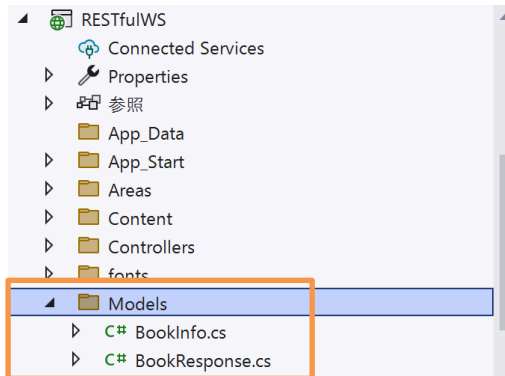 RESTfulWS
Connected Services
Properties
参照
App_Data
App_Start
Areas
Content
Controllers
fonts
Models
C# BookInfo.cs
C# BookResponse.cs